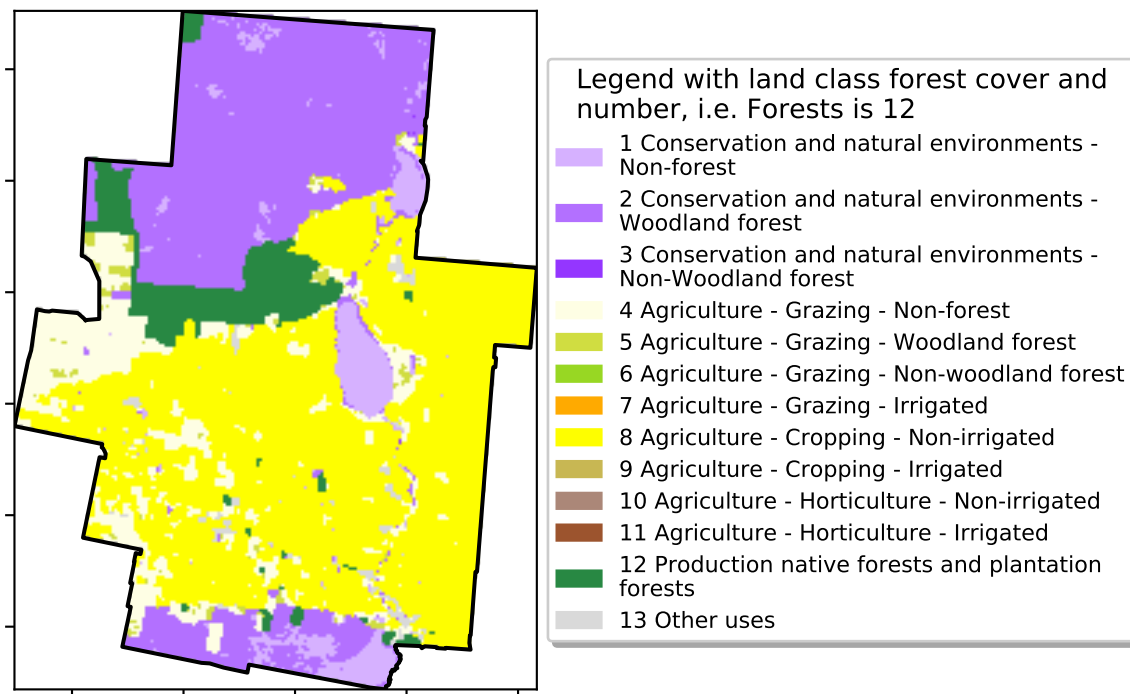 Legend with land class forest cover and
number, i.e. Forests is 12
1 Conservation and natural environments -
Non-forest
2 Conservation and natural environments -
Woodland forest
3 Conservation and natural environments -
Non-Woodland forest
4 Agriculture - Grazing - Non-forest
5 Agriculture - Grazing - Woodland forest
6 Agriculture - Grazing - Non-woodland forest
7 Agriculture - Grazing - Irrigated
8 Agriculture - Cropping - Non-irrigated
9 Agriculture - Cropping - Irrigated
10 Agriculture - Horticulture - Non-irrigated
11 Agriculture - Horticulture - Irrigated
12 Production native forests and plantation
forests
13 Other uses